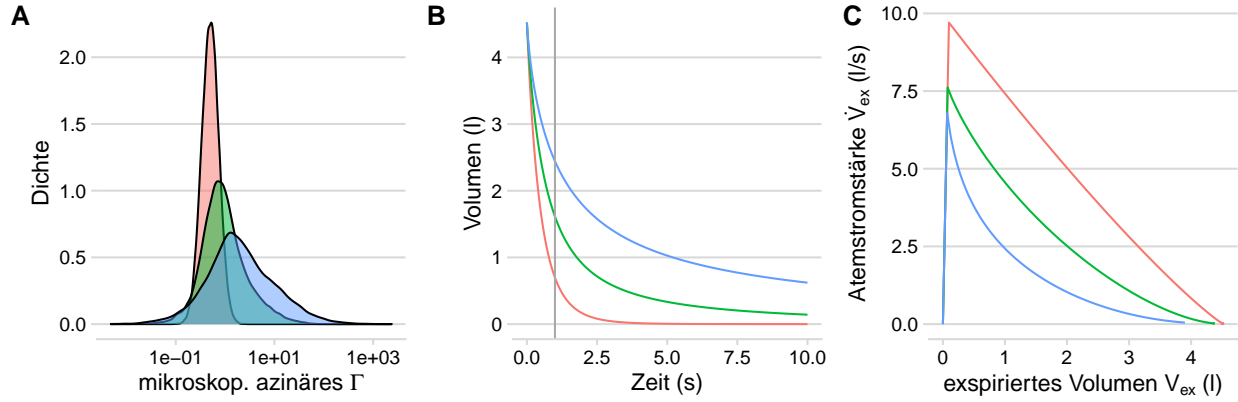 A
Dichte
2.0
1.5
1.0
0.5
0.0
1e−01
1e+01
1e+03
mikroskop. azinäres Γ
B
Volumen (l)
4
3
2
1
0
0.0
2.5
5.0
7.5
10.0
Zeit (s)
C
Atemstromstärke V̇ex (l/s)
10.0
7.5
5.0
2.5
0.0
0
1
2
3
4
exspiriertes Volumen Vex (l)